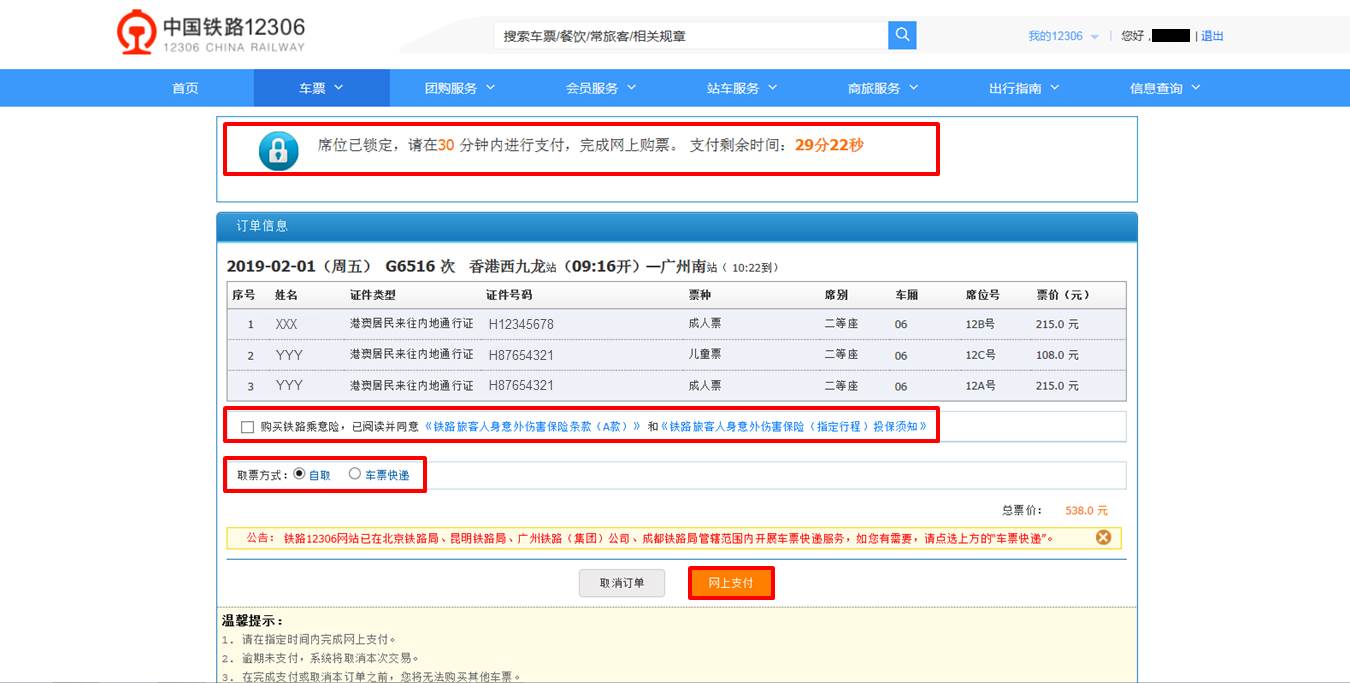 中国铁路12306
12306 CHINA RAILWAY
搜索车票/餐饮/常旅客/相关规章
我的12306 | 您好, | 退出
首页 车票 团购服务 会员服务 站车服务 商旅服务 出行指南 信息查询
席位已锁定，请在30 分钟内进行支付，完成网上购票。 支付剩余时间：29分22秒
订单信息
2019-02-01（周五） G6516 次 香港西九龙站（09:16开）—广州南站（ 10:22到）
序号 姓名 证件类型 证件号码 票种 席别 车厢 席位号 票价（元）
1 XXX 港澳居民来往内地通行证 H12345678 成人票 二等座 06 12B号 215.0 元
2 YYY 港澳居民来往内地通行证 H87654321 儿童票 二等座 06 12C号 108.0 元
3 YYY 港澳居民来往内地通行证 H87654321 成人票 二等座 06 12A号 215.0 元
购买铁路乘意险，已阅读并同意《铁路旅客人身意外伤害保险条款（A款）》 和《铁路旅客人身意外伤害保险（指定行程）投保须知》
取票方式： 自取 车票快递
总票价： 538.0 元
公告： 铁路12306网站已在北京铁路局、昆明铁路局、广州铁路（集团）公司、成都铁路局管辖范围内开展车票快递服务，如您有需要，请点选上方的"车票快递"。
取消订单 网上支付
温馨提示：
1. 请在指定时间内完成网上支付。
2. 逾期未支付，系统将取消本次交易。
3. 在完成支付或取消本订单之前，您将无法购买其他车票。